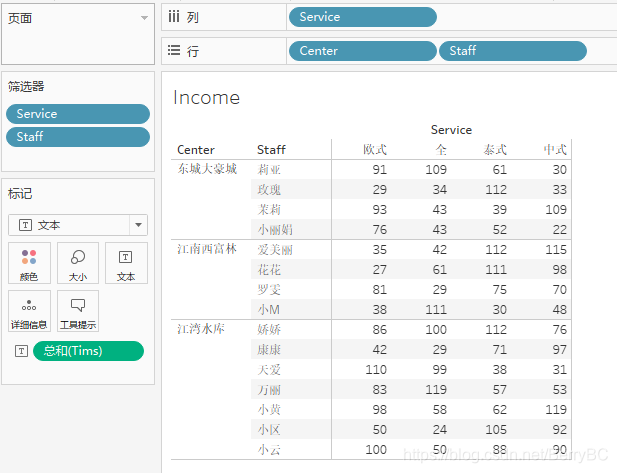 页面
列 Service
行 Center Staff
筛选器
Service
Staff
标记
文本
颜色 大小 文本
详细信息 工具提示
总和(Tims)
Income
Service
Center Staff 欧式 全 泰式 中式
东城大豪城 莉亚 91 109 61 30
玫瑰 29 34 112 33
茉莉 93 43 39 109
小丽娟 76 43 52 22
江南西富林 爱美丽 35 42 112 115
花花 27 61 111 98
罗雯 81 29 75 70
小M 38 111 30 48
江湾水库 娇娇 86 100 112 76
康康 42 29 71 97
天爱 110 99 38 31
万丽 83 119 57 53
小黄 98 58 62 119
小区 50 24 105 92
小云 100 50 88 90
https://blog.csdn.net/BarryBC